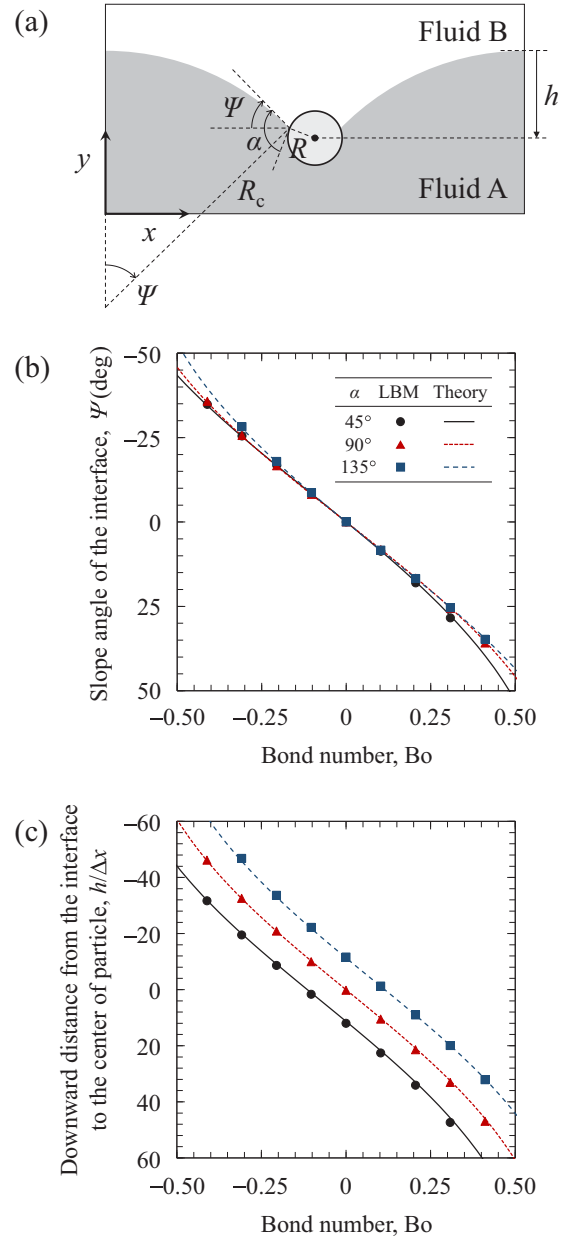 (a)
Fluid B
Ψ
h
α
R
y
R_c
Fluid A
x
Ψ
(b)
Slope angle of the interface, Ψ (deg)
−50
−25
0
25
50
α LBM Theory
45°
90°
135°
−0.50 −0.25 0 0.25 0.50
Bond number, Bo
(c)
Downward distance from the interface
to the center of particle, h/Δx
−60
−40
−20
0
20
40
60
−0.50 −0.25 0 0.25 0.50
Bond number, Bo